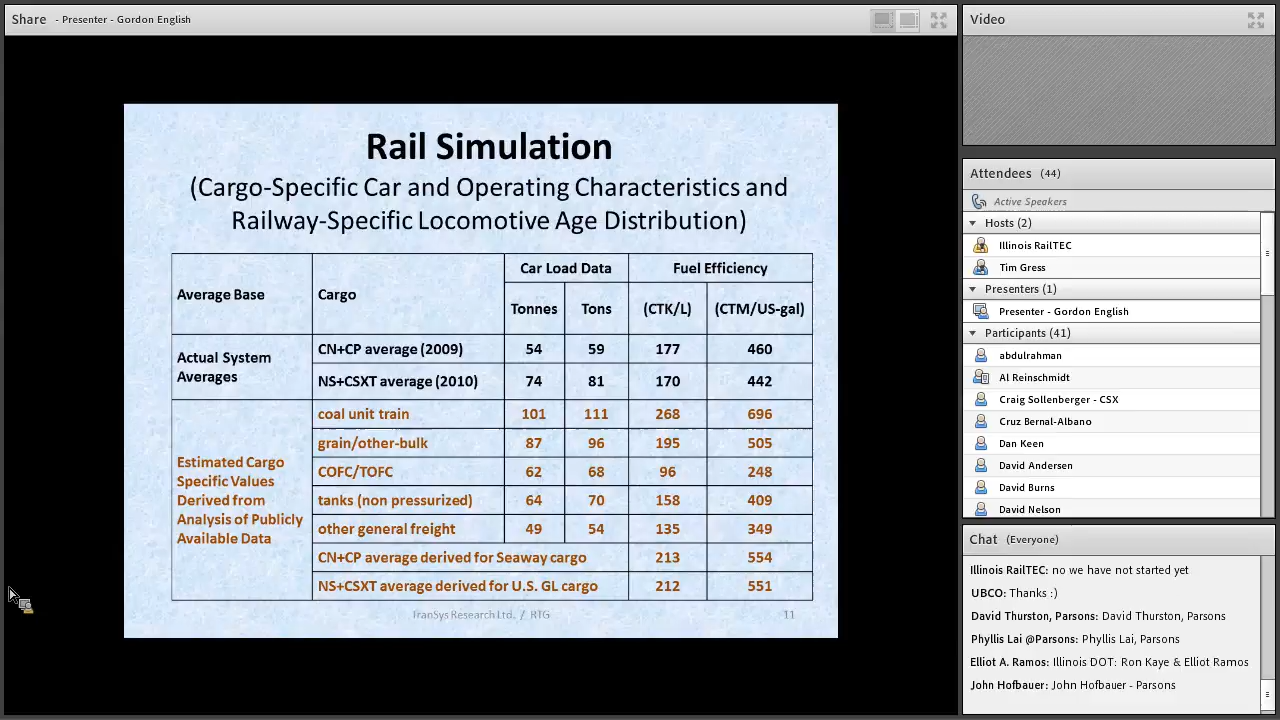 Share - Presenter - Gordon English
Rail Simulation
(Cargo-Specific Car and Operating Characteristics and
Railway-Specific Locomotive Age Distribution)
Average Base Cargo Car Load Data Fuel Efficiency
Tonnes Tons (CTK/L) (CTM/US-gal)
Actual System
Averages
CN+CP average (2009) 54 59 177 460
NS+CSXT average (2010) 74 81 170 442
Estimated Cargo
Specific Values
Derived from
Analysis of Publicly
Available Data
coal unit train 101 111 268 696
grain/other-bulk 87 96 195 505
COFC/TOFC 62 68 96 248
tanks (non pressurized) 64 70 158 409
other general freight 49 54 135 349
CN+CP average derived for Seaway cargo 213 554
NS+CSXT average derived for U.S. GL cargo 212 551
TranSys Research Ltd. / RTG 11
Video
Attendees (44)
Active Speakers
Hosts (2)
Illinois RailTEC
Tim Gress
Presenters (1)
Presenter - Gordon English
Participants (41)
abdulrahman
Al Reinschmidt
Craig Sollenberger - CSX
Cruz Bernal-Albano
Dan Keen
David Andersen
David Burns
David Nelson
Chat (Everyone)
Illinois RailTEC: no we have not started yet
UBCO: Thanks :)
David Thurston, Parsons: David Thurston, Parsons
Phyllis Lai @Parsons: Phyllis Lai, Parsons
Elliot A. Ramos: Illinois DOT: Ron Kaye & Elliot Ramos
John Hofbauer: John Hofbauer - Parsons